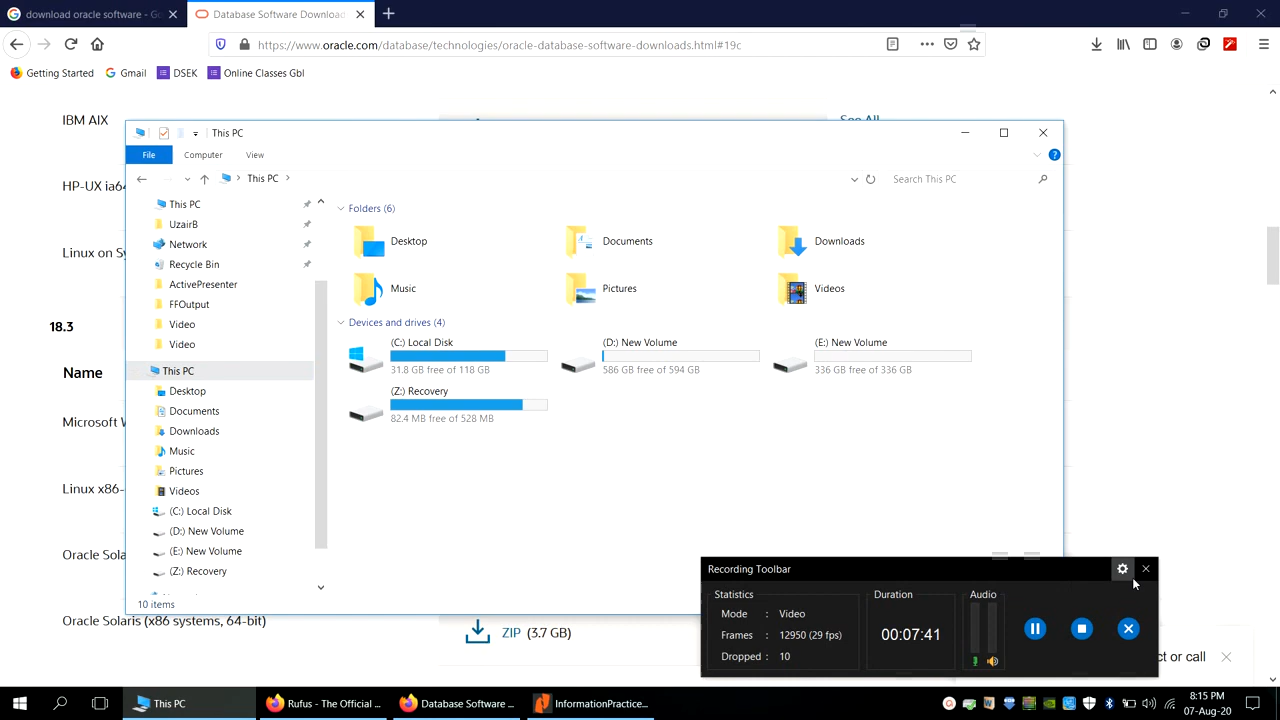 download oracle software - Go
Database Software Download
https://www.oracle.com/database/technologies/oracle-database-software-downloads.html#19c
Getting Started
Gmail
DSEK
Online Classes Gbl
IBM AIX
See All
HP-UX ia64
Linux on Sy
18.3
Name
Microsoft W
Linux x86-
Oracle Sola
Oracle Solaris (x86 systems, 64-bit)
ZIP (3.7 GB)
ct or call
This PC
File
Computer
View
This PC
Search This PC
This PC
UzairB
Network
Recycle Bin
ActivePresenter
FFOutput
Video
Video
This PC
Desktop
Documents
Downloads
Music
Pictures
Videos
(C:) Local Disk
(D:) New Volume
(E:) New Volume
(Z:) Recovery
10 items
Folders (6)
Desktop
Documents
Downloads
Music
Pictures
Videos
Devices and drives (4)
(C:) Local Disk
31.8 GB free of 118 GB
(D:) New Volume
586 GB free of 594 GB
(E:) New Volume
336 GB free of 336 GB
(Z:) Recovery
82.4 MB free of 528 MB
Recording Toolbar
Statistics
Mode : Video
Frames : 12950 (29 fps)
Dropped : 10
Duration
00:07:41
Audio
This PC
Rufus - The Official ...
Database Software ...
InformationPractice...
8:15 PM
07-Aug-20